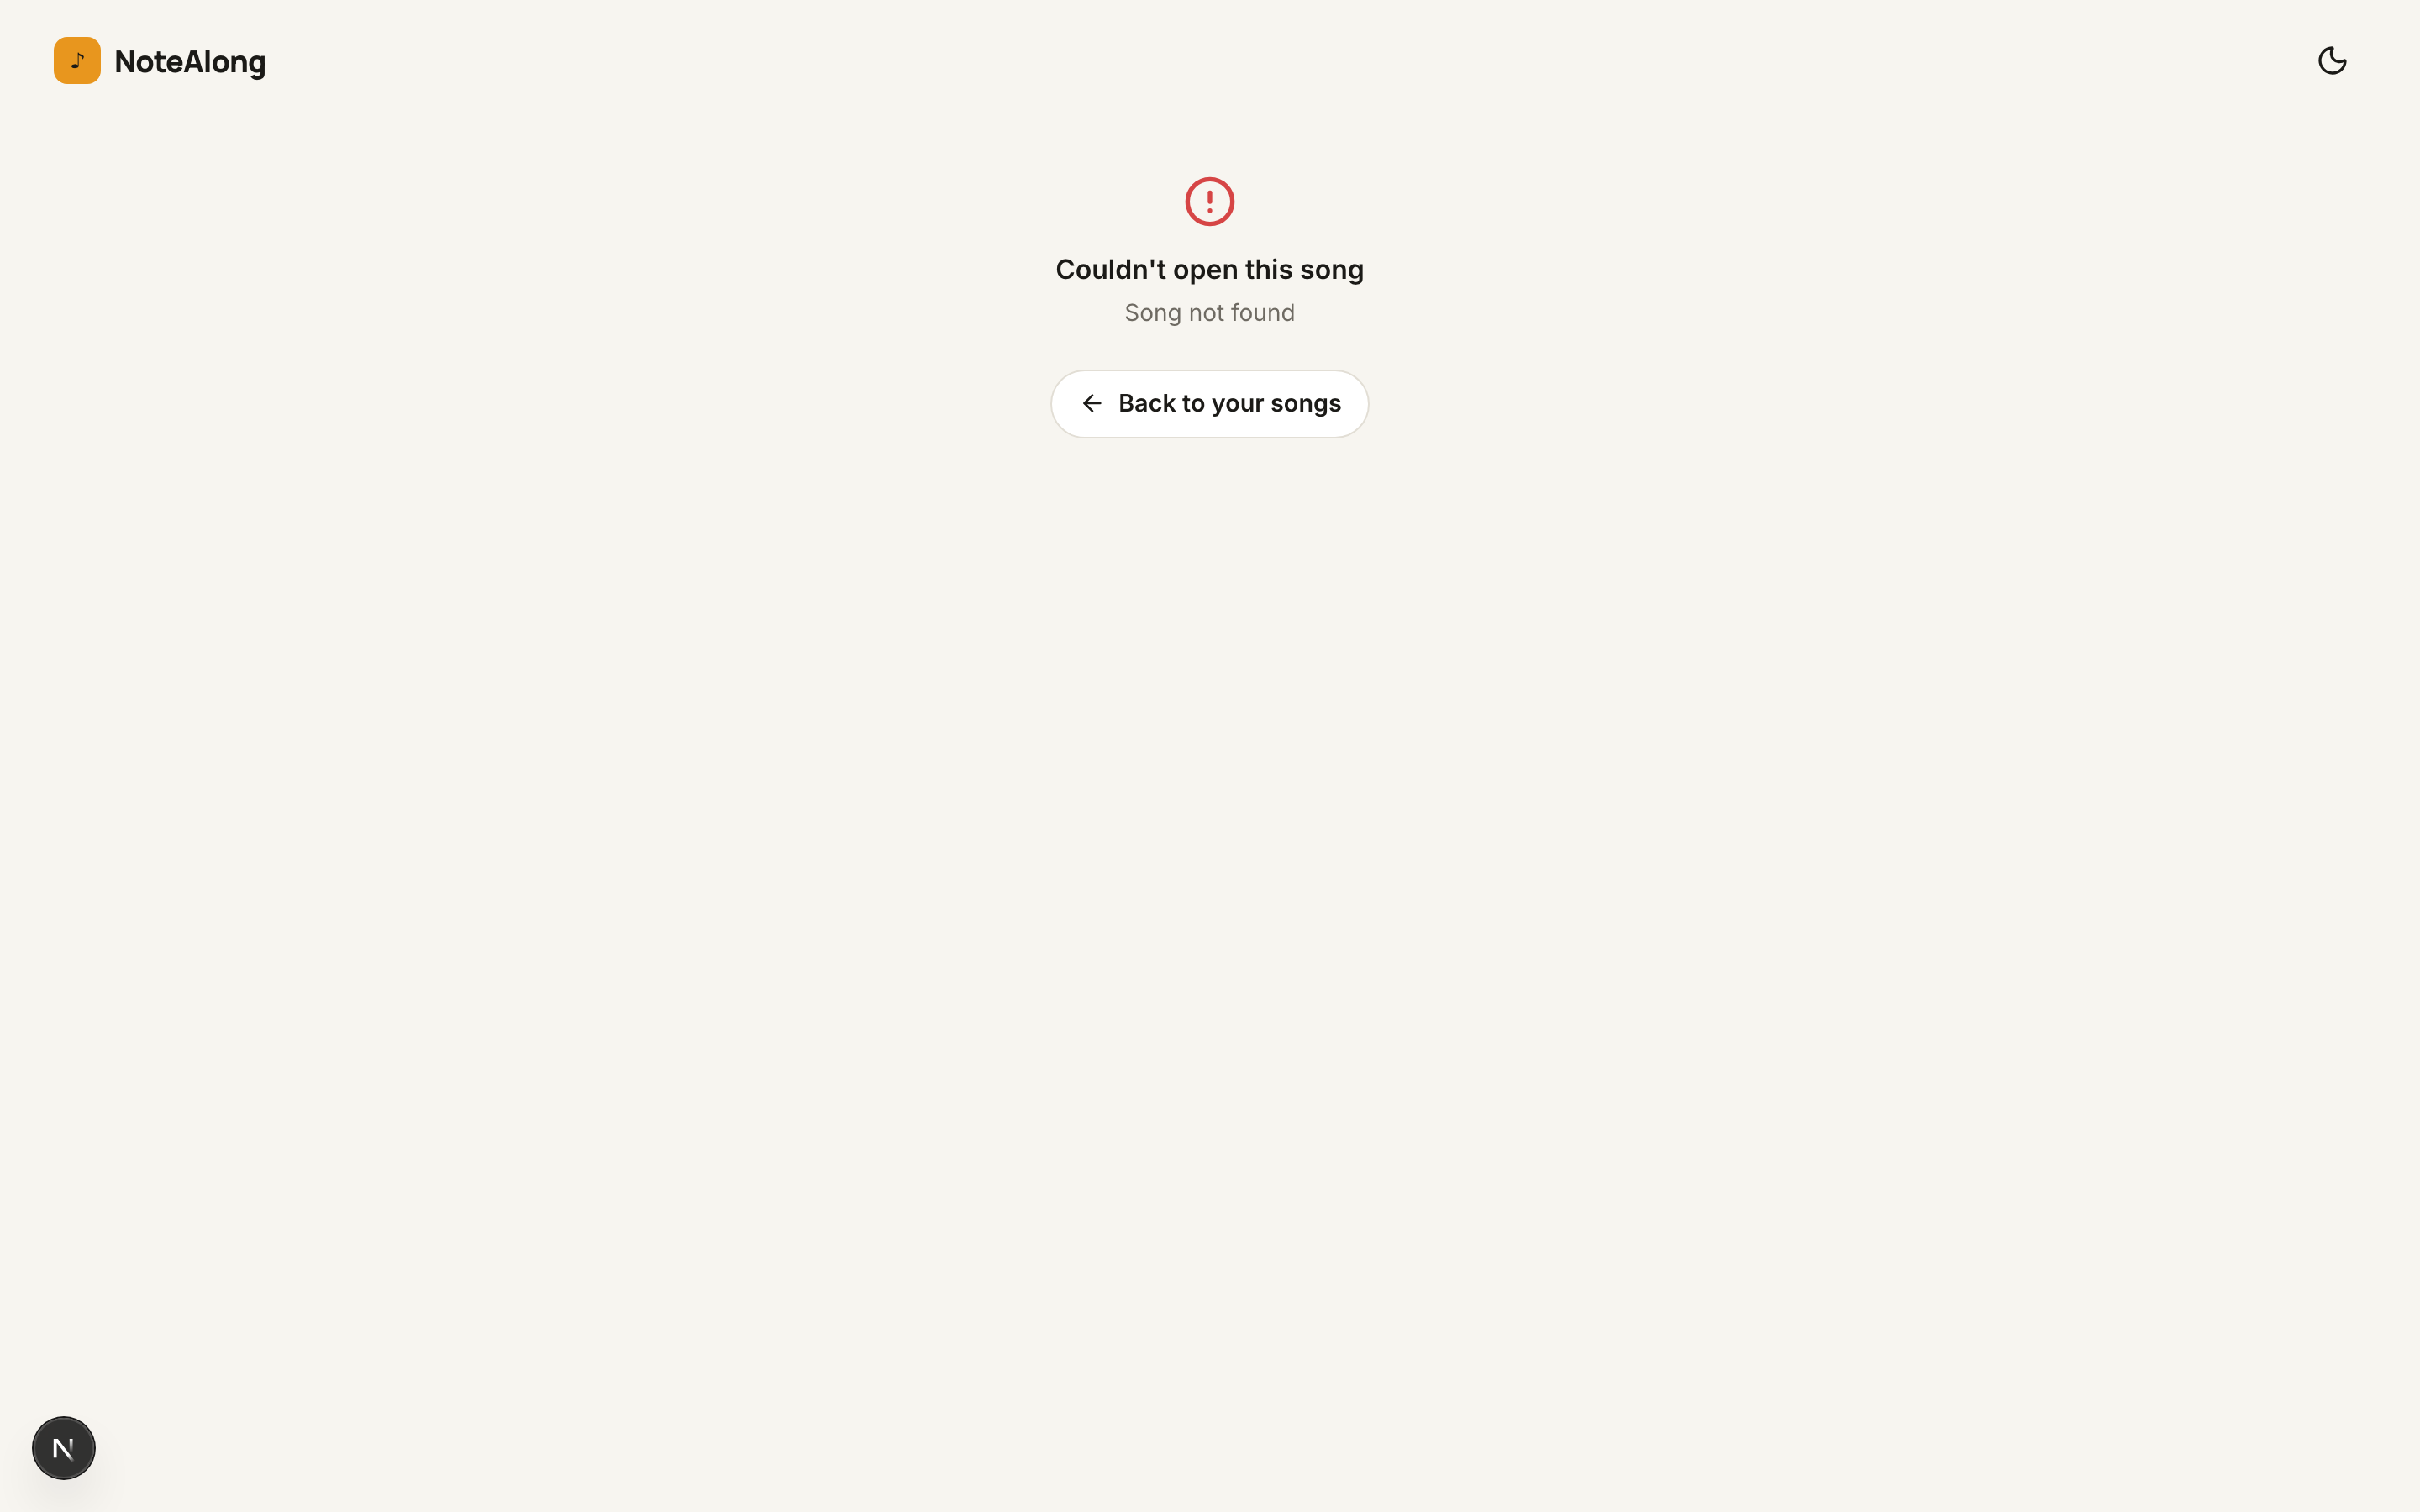 ♪ NoteAlong
Couldn't open this song
Song not found
← Back to your songs
N